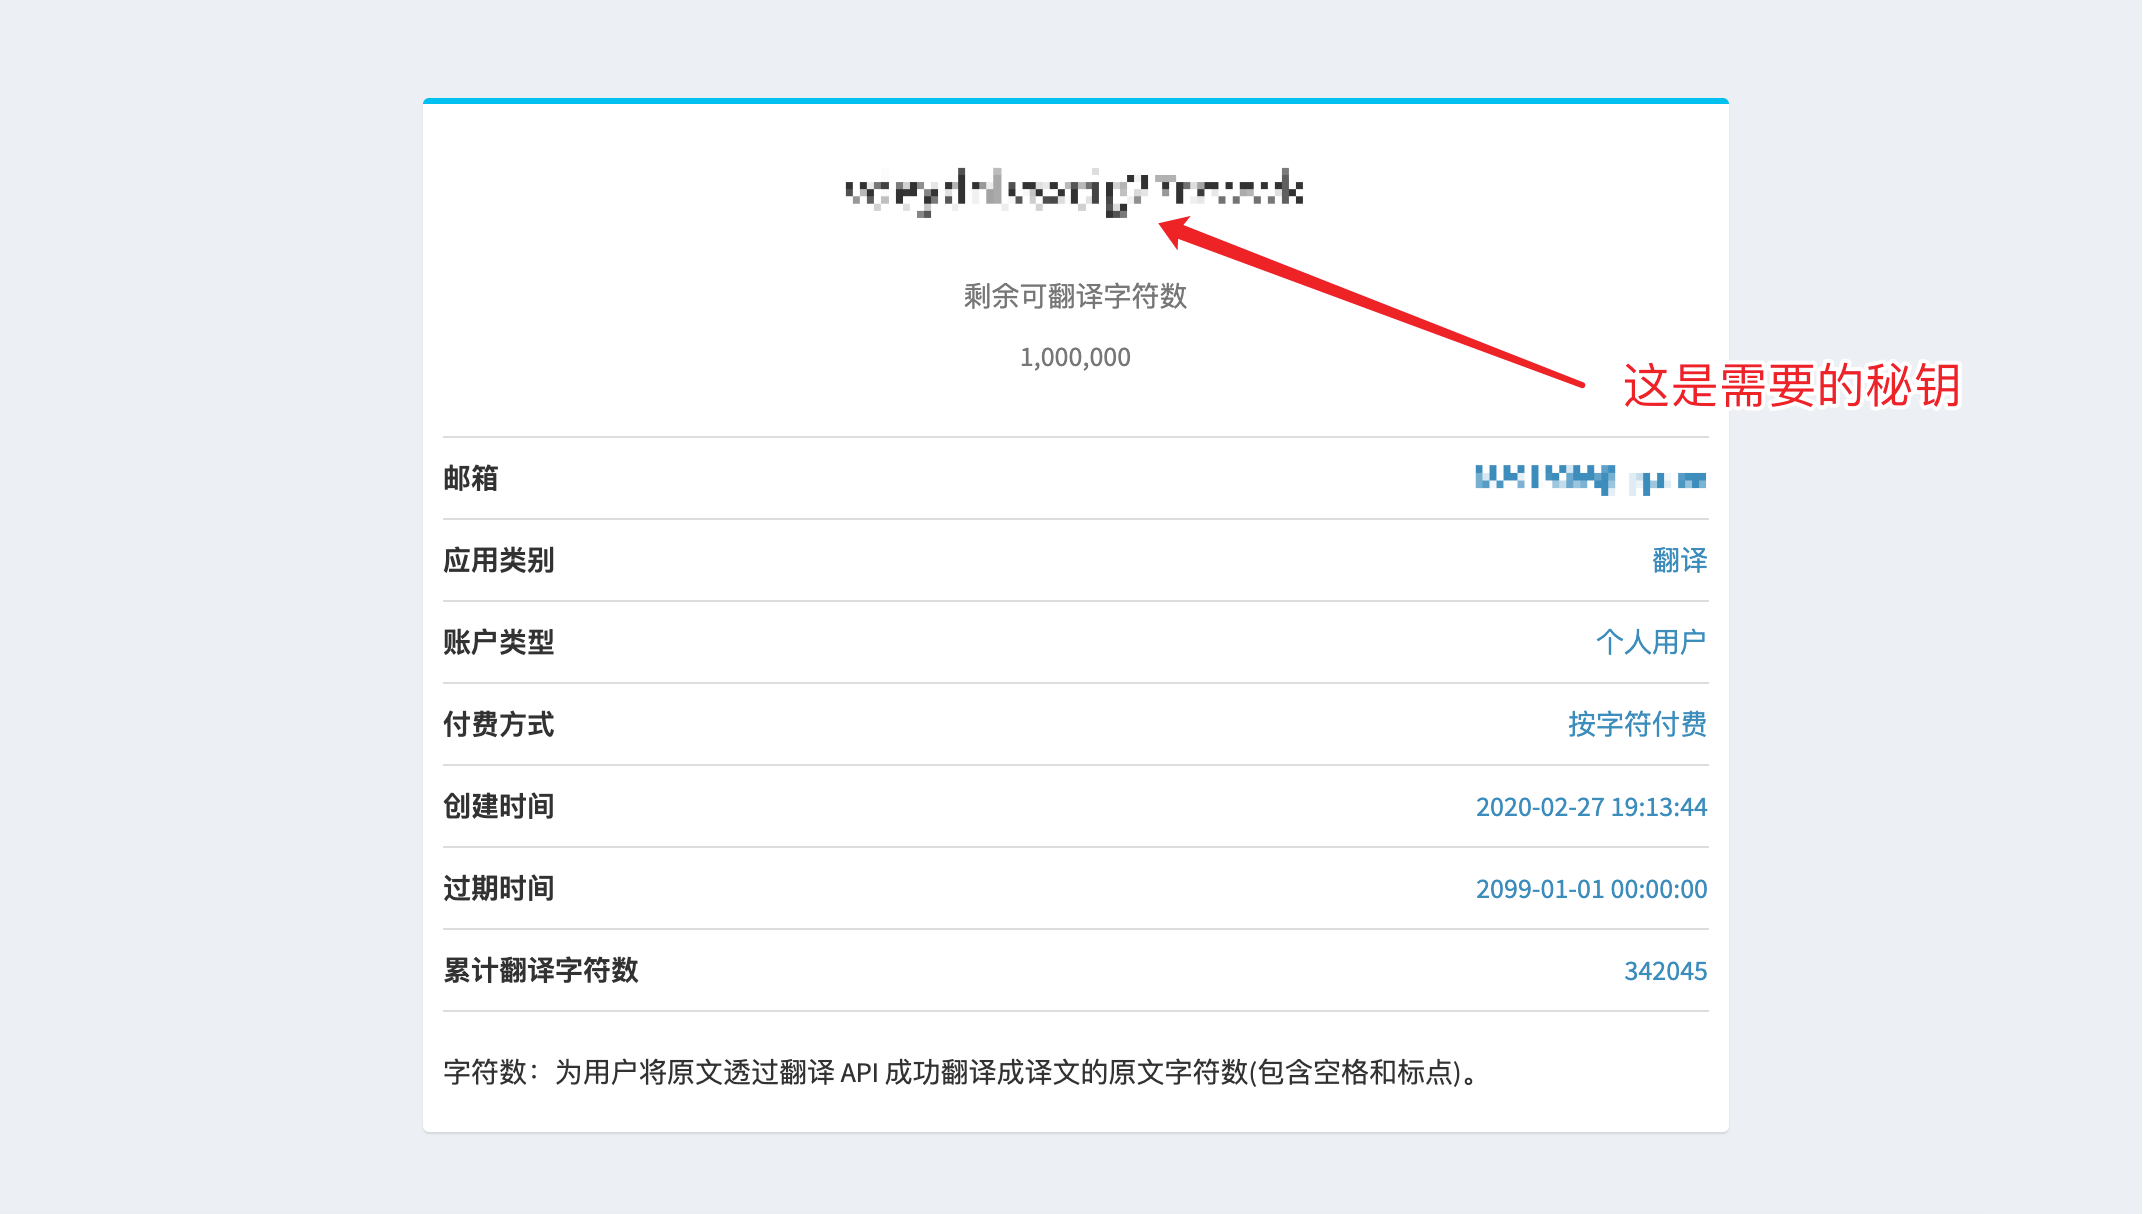 剩余可翻译字符数
1,000,000
这是需要的秘钥
邮箱
应用类别 翻译
账户类型 个人用户
付费方式 按字符付费
创建时间 2020-02-27 19:13:44
过期时间 2099-01-01 00:00:00
累计翻译字符数 342045
字符数：为用户将原文透过翻译 API 成功翻译成译文的原文字符数(包含空格和标点)。